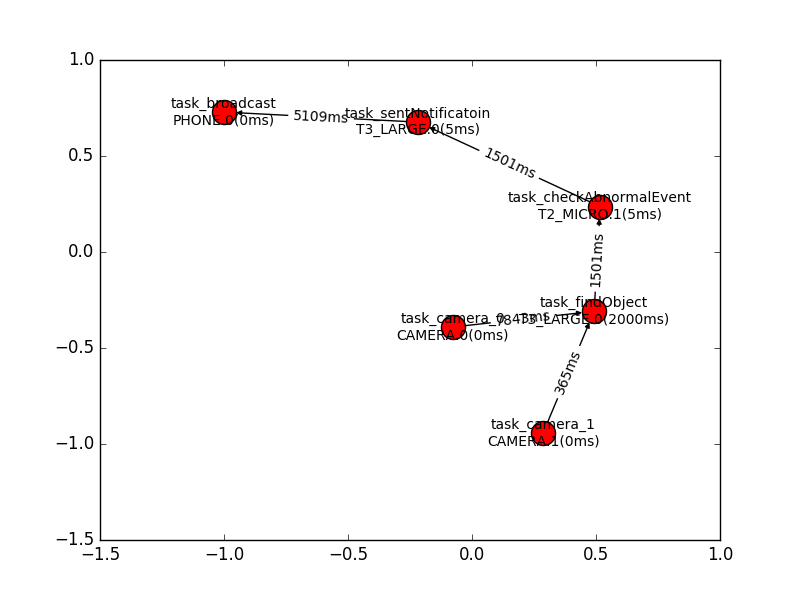 1.0
0.5
0.0
−0.5
−1.0
−1.5
−1.5
−1.0
−0.5
0.0
0.5
1.0
task_broadcast
PHONE.0(0ms)
5109ms
task_sentNotificatoin
T3_LARGE.0(5ms)
1501ms
task_checkAbnormalEvent
T2_MICRO.1(5ms)
1501ms
task_findObject
T3_LARGE.0(2000ms)
task_camera_0
CAMERA.0(0ms)
365ms
task_camera_1
CAMERA.1(0ms)